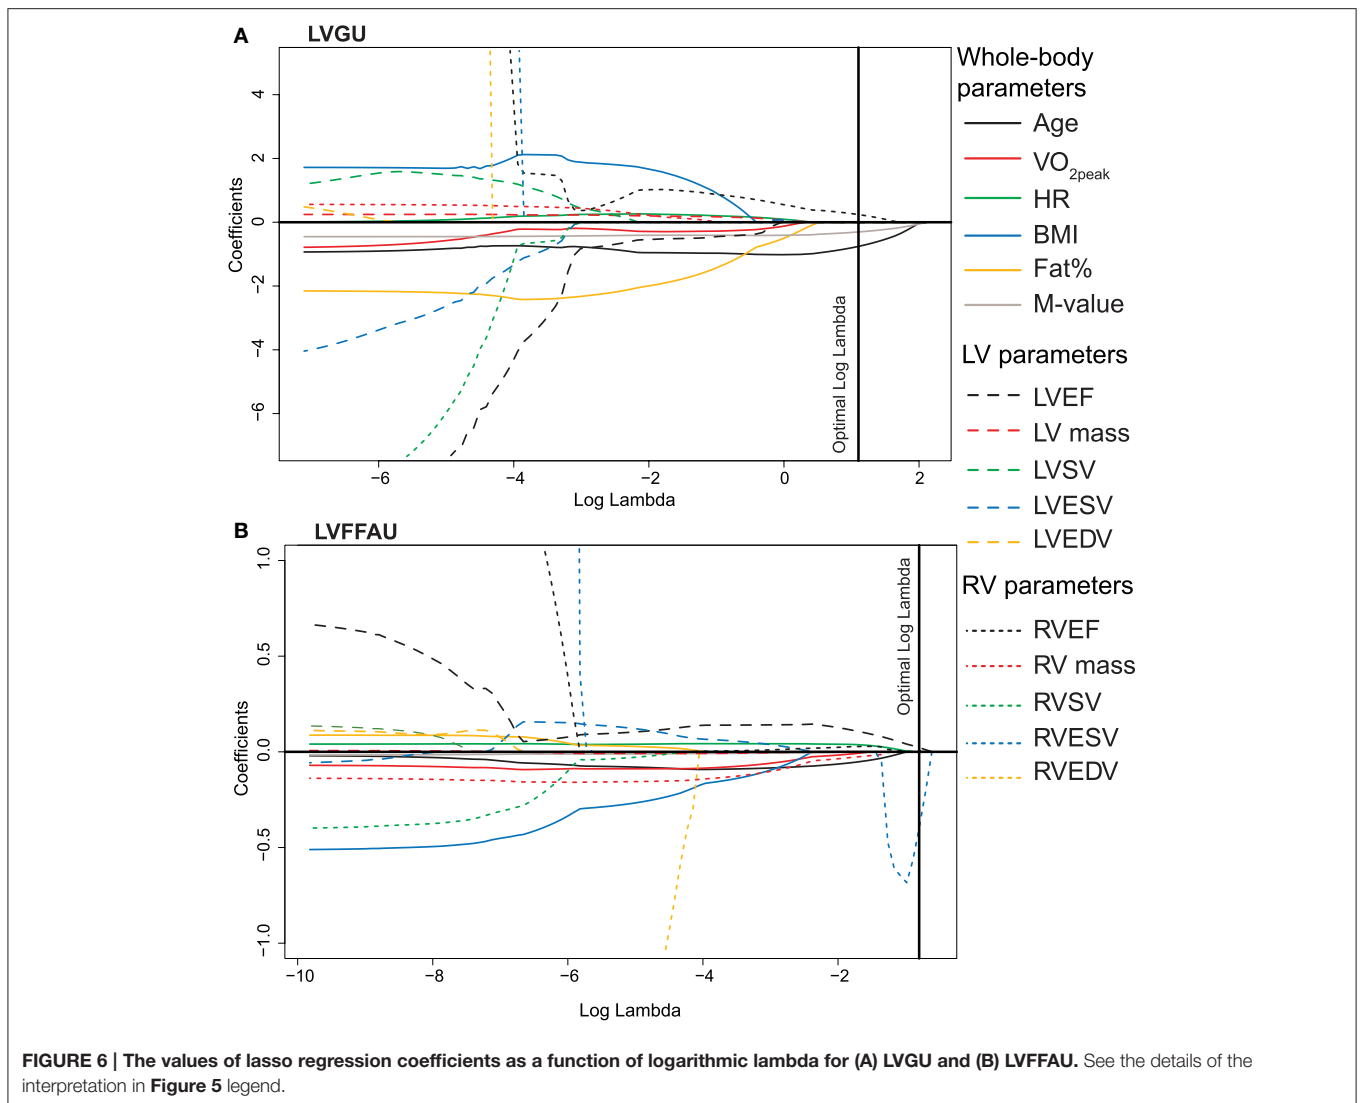 A
LVGU
4
2
0
−2
−4
−6
Coefficients
−6
−4
−2
0
2
Log Lambda
Optimal Log Lambda
Whole-body
parameters
Age
VO2peak
HR
BMI
Fat%
M-value
LV parameters
LVEF
LV mass
LVSV
LVESV
LVEDV
RV parameters
RVEF
RV mass
RVSV
RVESV
RVEDV
B
LVFFAU
1.0
0.5
0.0
−0.5
−1.0
Coefficients
−10
−8
−6
−4
−2
Log Lambda
Optimal Log Lambda
FIGURE 6 | The values of lasso regression coefficients as a function of logarithmic lambda for (A) LVGU and (B) LVFFAU. See the details of the
interpretation in Figure 5 legend.